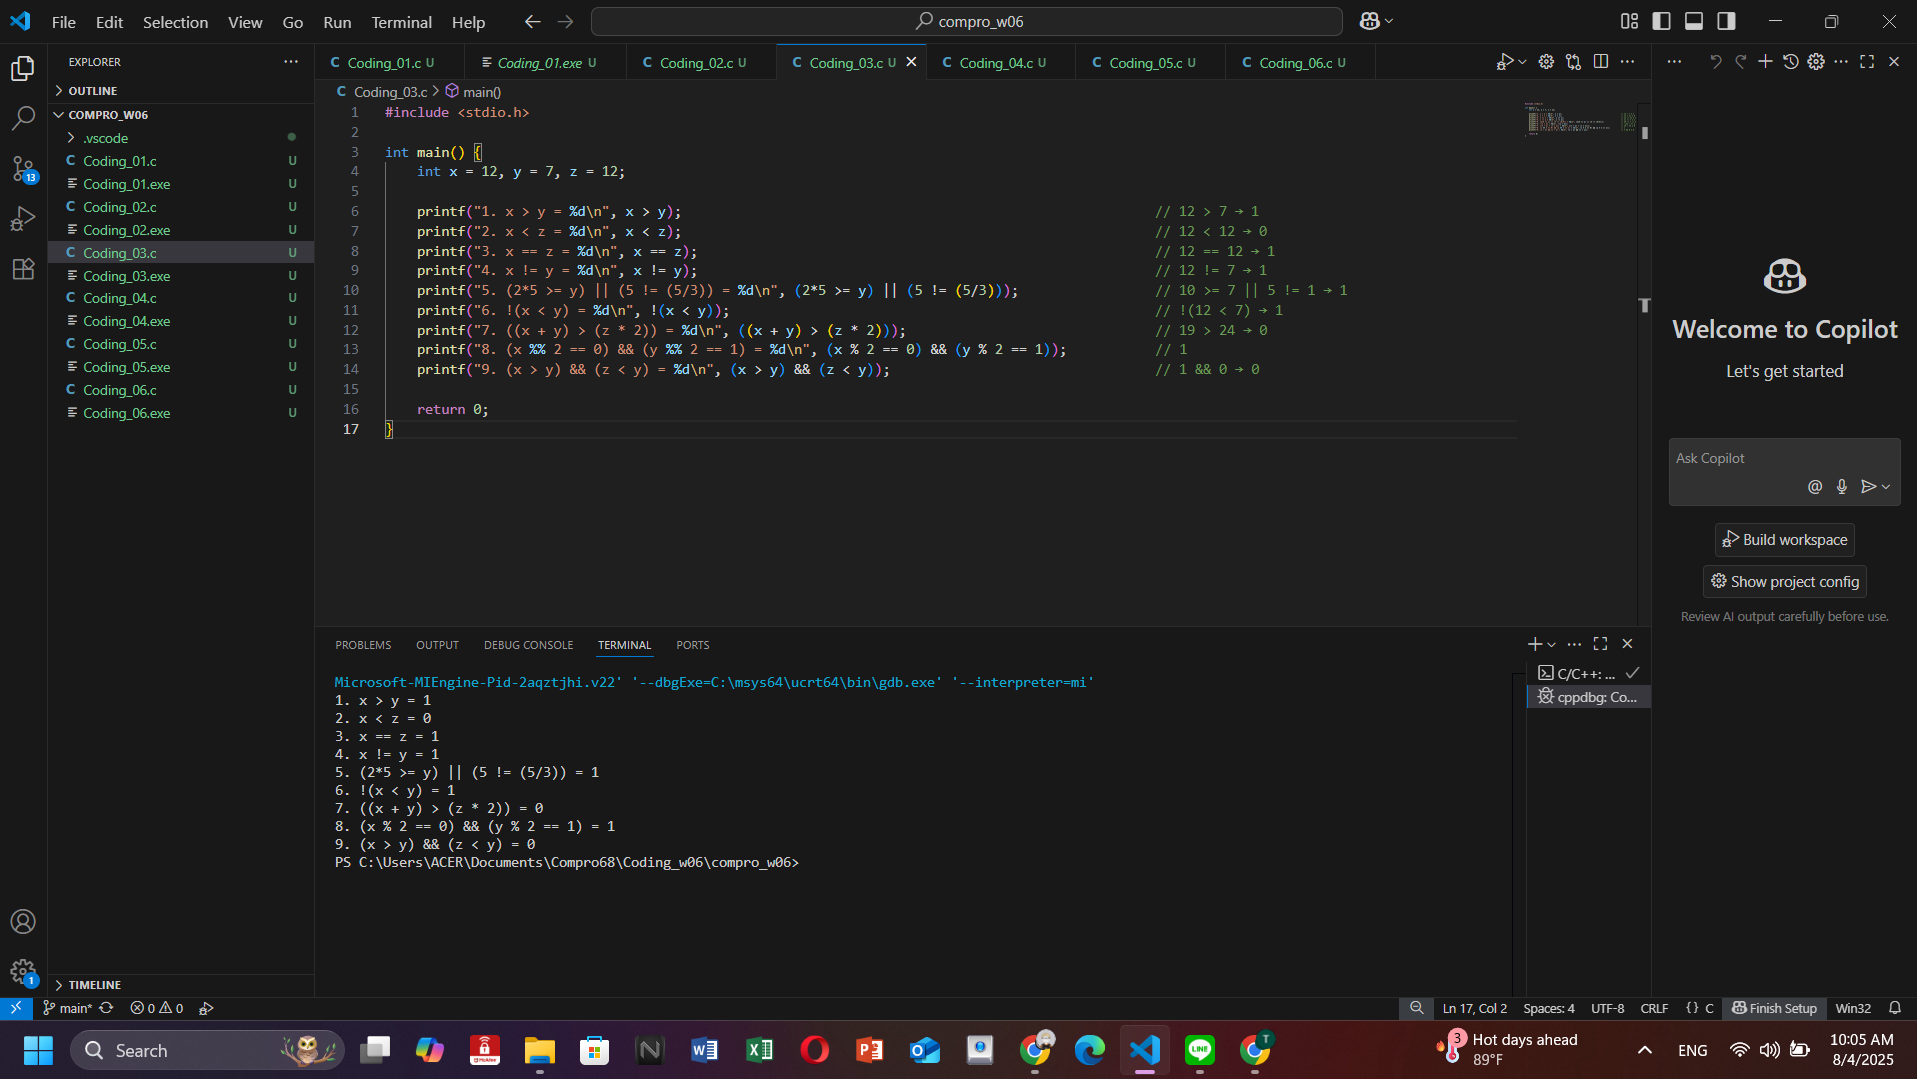 File Edit Selection View Go Run Terminal Help
compro_w06
EXPLORER
OUTLINE
COMPRO_W06
.vscode
C Coding_01.c U
Coding_01.exe U
C Coding_02.c U
Coding_02.exe U
C Coding_03.c U
Coding_03.exe U
C Coding_04.c U
Coding_04.exe U
C Coding_05.c U
Coding_05.exe U
C Coding_06.c U
Coding_06.exe U
TIMELINE
13
1
C Coding_01.c U
Coding_01.exe U
C Coding_02.c U
C Coding_03.c U
C Coding_04.c U
C Coding_05.c U
C Coding_06.c U
C Coding_03.c > main()
1 #include <stdio.h>
2
3 int main() {
4 int x = 12, y = 7, z = 12;
5
6 printf("1. x > y = %d\n", x > y); // 12 > 7 → 1
7 printf("2. x < z = %d\n", x < z); // 12 < 12 → 0
8 printf("3. x == z = %d\n", x == z); // 12 == 12 → 1
9 printf("4. x != y = %d\n", x != y); // 12 != 7 → 1
10 printf("5. (2*5 >= y) || (5 != (5/3)) = %d\n", (2*5 >= y) || (5 != (5/3))); // 10 >= 7 || 5 != 1 → 1
11 printf("6. !(x < y) = %d\n", !(x < y)); // !(12 < 7) → 1
12 printf("7. ((x + y) > (z * 2)) = %d\n", ((x + y) > (z * 2))); // 19 > 24 → 0
13 printf("8. (x %% 2 == 0) && (y %% 2 == 1) = %d\n", (x % 2 == 0) && (y % 2 == 1)); // 1
14 printf("9. (x > y) && (z < y) = %d\n", (x > y) && (z < y)); // 1 && 0 → 0
15
16 return 0;
17 }
PROBLEMS OUTPUT DEBUG CONSOLE TERMINAL PORTS
Microsoft-MIEngine-Pid-2aqztjhi.v22' '--dbgExe=C:\msys64\ucrt64\bin\gdb.exe' '--interpreter=mi'
1. x > y = 1
2. x < z = 0
3. x == z = 1
4. x != y = 1
5. (2*5 >= y) || (5 != (5/3)) = 1
6. !(x < y) = 1
7. ((x + y) > (z * 2)) = 0
8. (x % 2 == 0) && (y % 2 == 1) = 1
9. (x > y) && (z < y) = 0
PS C:\Users\ACER\Documents\Compro68\Coding_w06\compro_w06>
C/C++: ...
cppdbg: Co...
Welcome to Copilot
Let's get started
Ask Copilot
Build workspace
Show project config
Review AI output carefully before use.
main* 0 0
Ln 17, Col 2 Spaces: 4 UTF-8 CRLF {} C Finish Setup Win32
Search
3
Hot days ahead
89°F
ENG
10:05 AM
8/4/2025